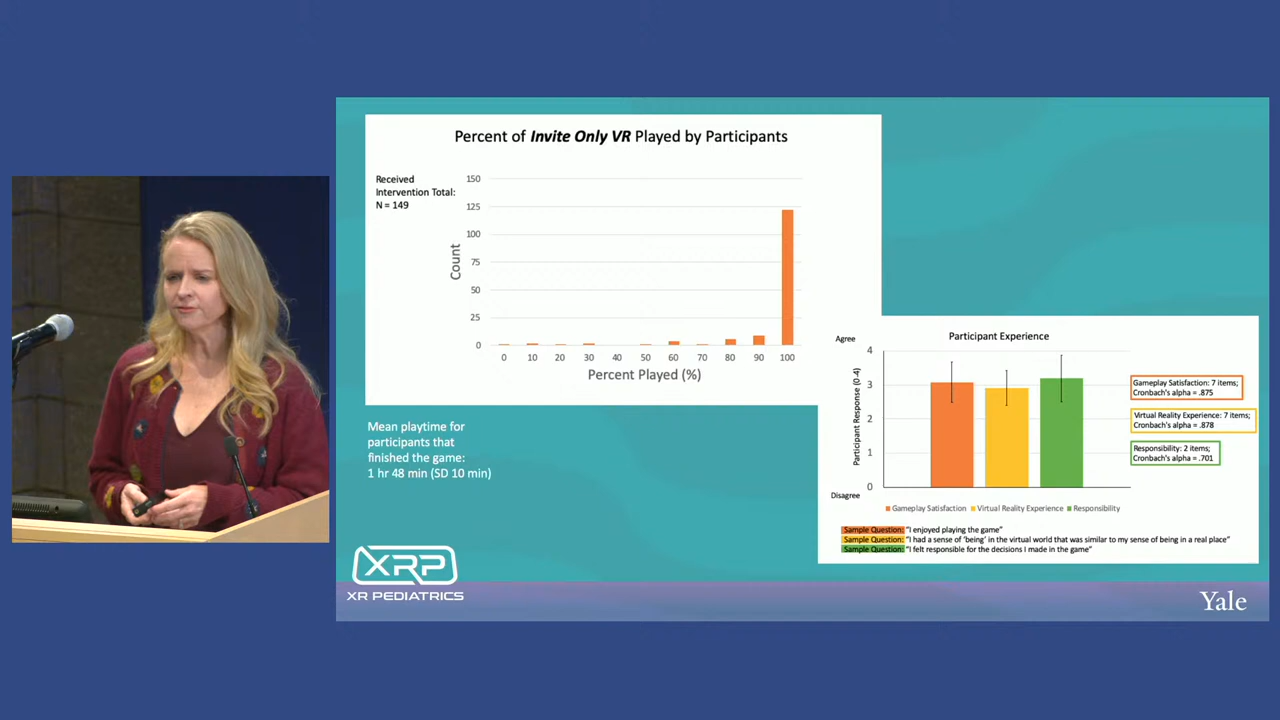 Percent of Invite Only VR Played by Participants
Received
Intervention Total:
N = 149
150
125
100
75
50
25
0
Count
0 10 20 30 40 50 60 70 80 90 100
Percent Played (%)
Mean playtime for
participants that
finished the game:
1 hr 48 min (SD 10 min)
Participant Experience
Agree
4
3
2
1
0
Disagree
Participant Response (0-4)
Gameplay Satisfaction: 7 items;
Cronbach's alpha = .875
Virtual Reality Experience: 7 items;
Cronbach's alpha = .878
Responsibility: 2 items;
Cronbach's alpha = .701
Gameplay Satisfaction Virtual Reality Experience Responsibility
Sample Question: "I enjoyed playing the game"
Sample Question: "I had a sense of 'being' in the virtual world that was similar to my sense of being in a real place"
Sample Question: "I felt responsible for the decisions I made in the game"
XRP
XR PEDIATRICS
Yale